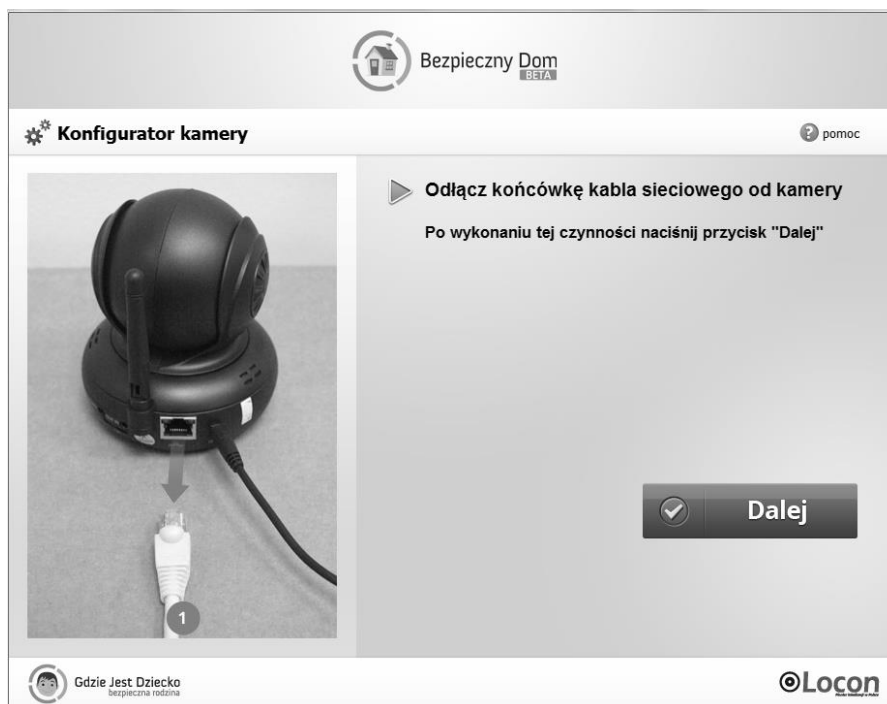 Bezpieczny Dom
BETA
Konfigurator kamery
pomoc
Odłącz końcówkę kabla sieciowego od kamery
Po wykonaniu tej czynności naciśnij przycisk "Dalej"
Dalej
1
Gdzie Jest Dziecko
bezpieczna rodzina
Locon